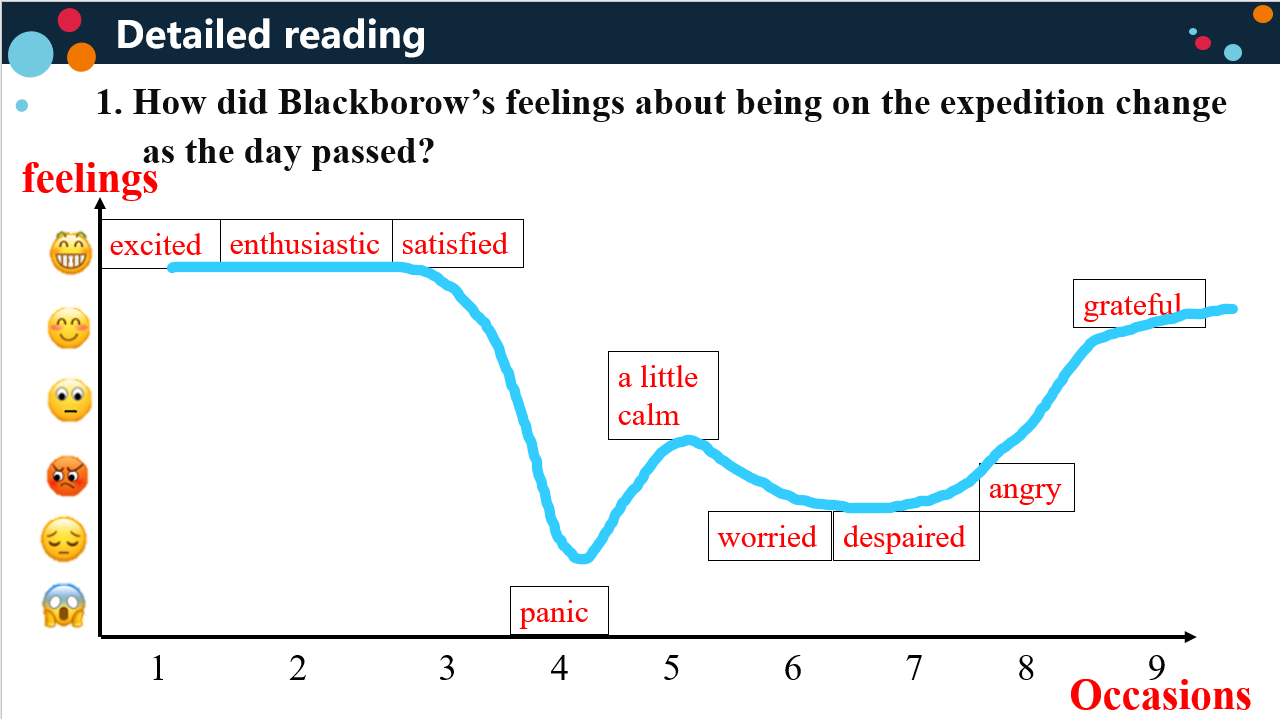 Detailed reading
1. How did Blackborow’s feelings about being on the expedition change
as the day passed?
feelings
excited
enthusiastic
satisfied
grateful
a little
calm
angry
worried
despaired
panic
1 2 3 4 5 6 7 8 9
Occasions